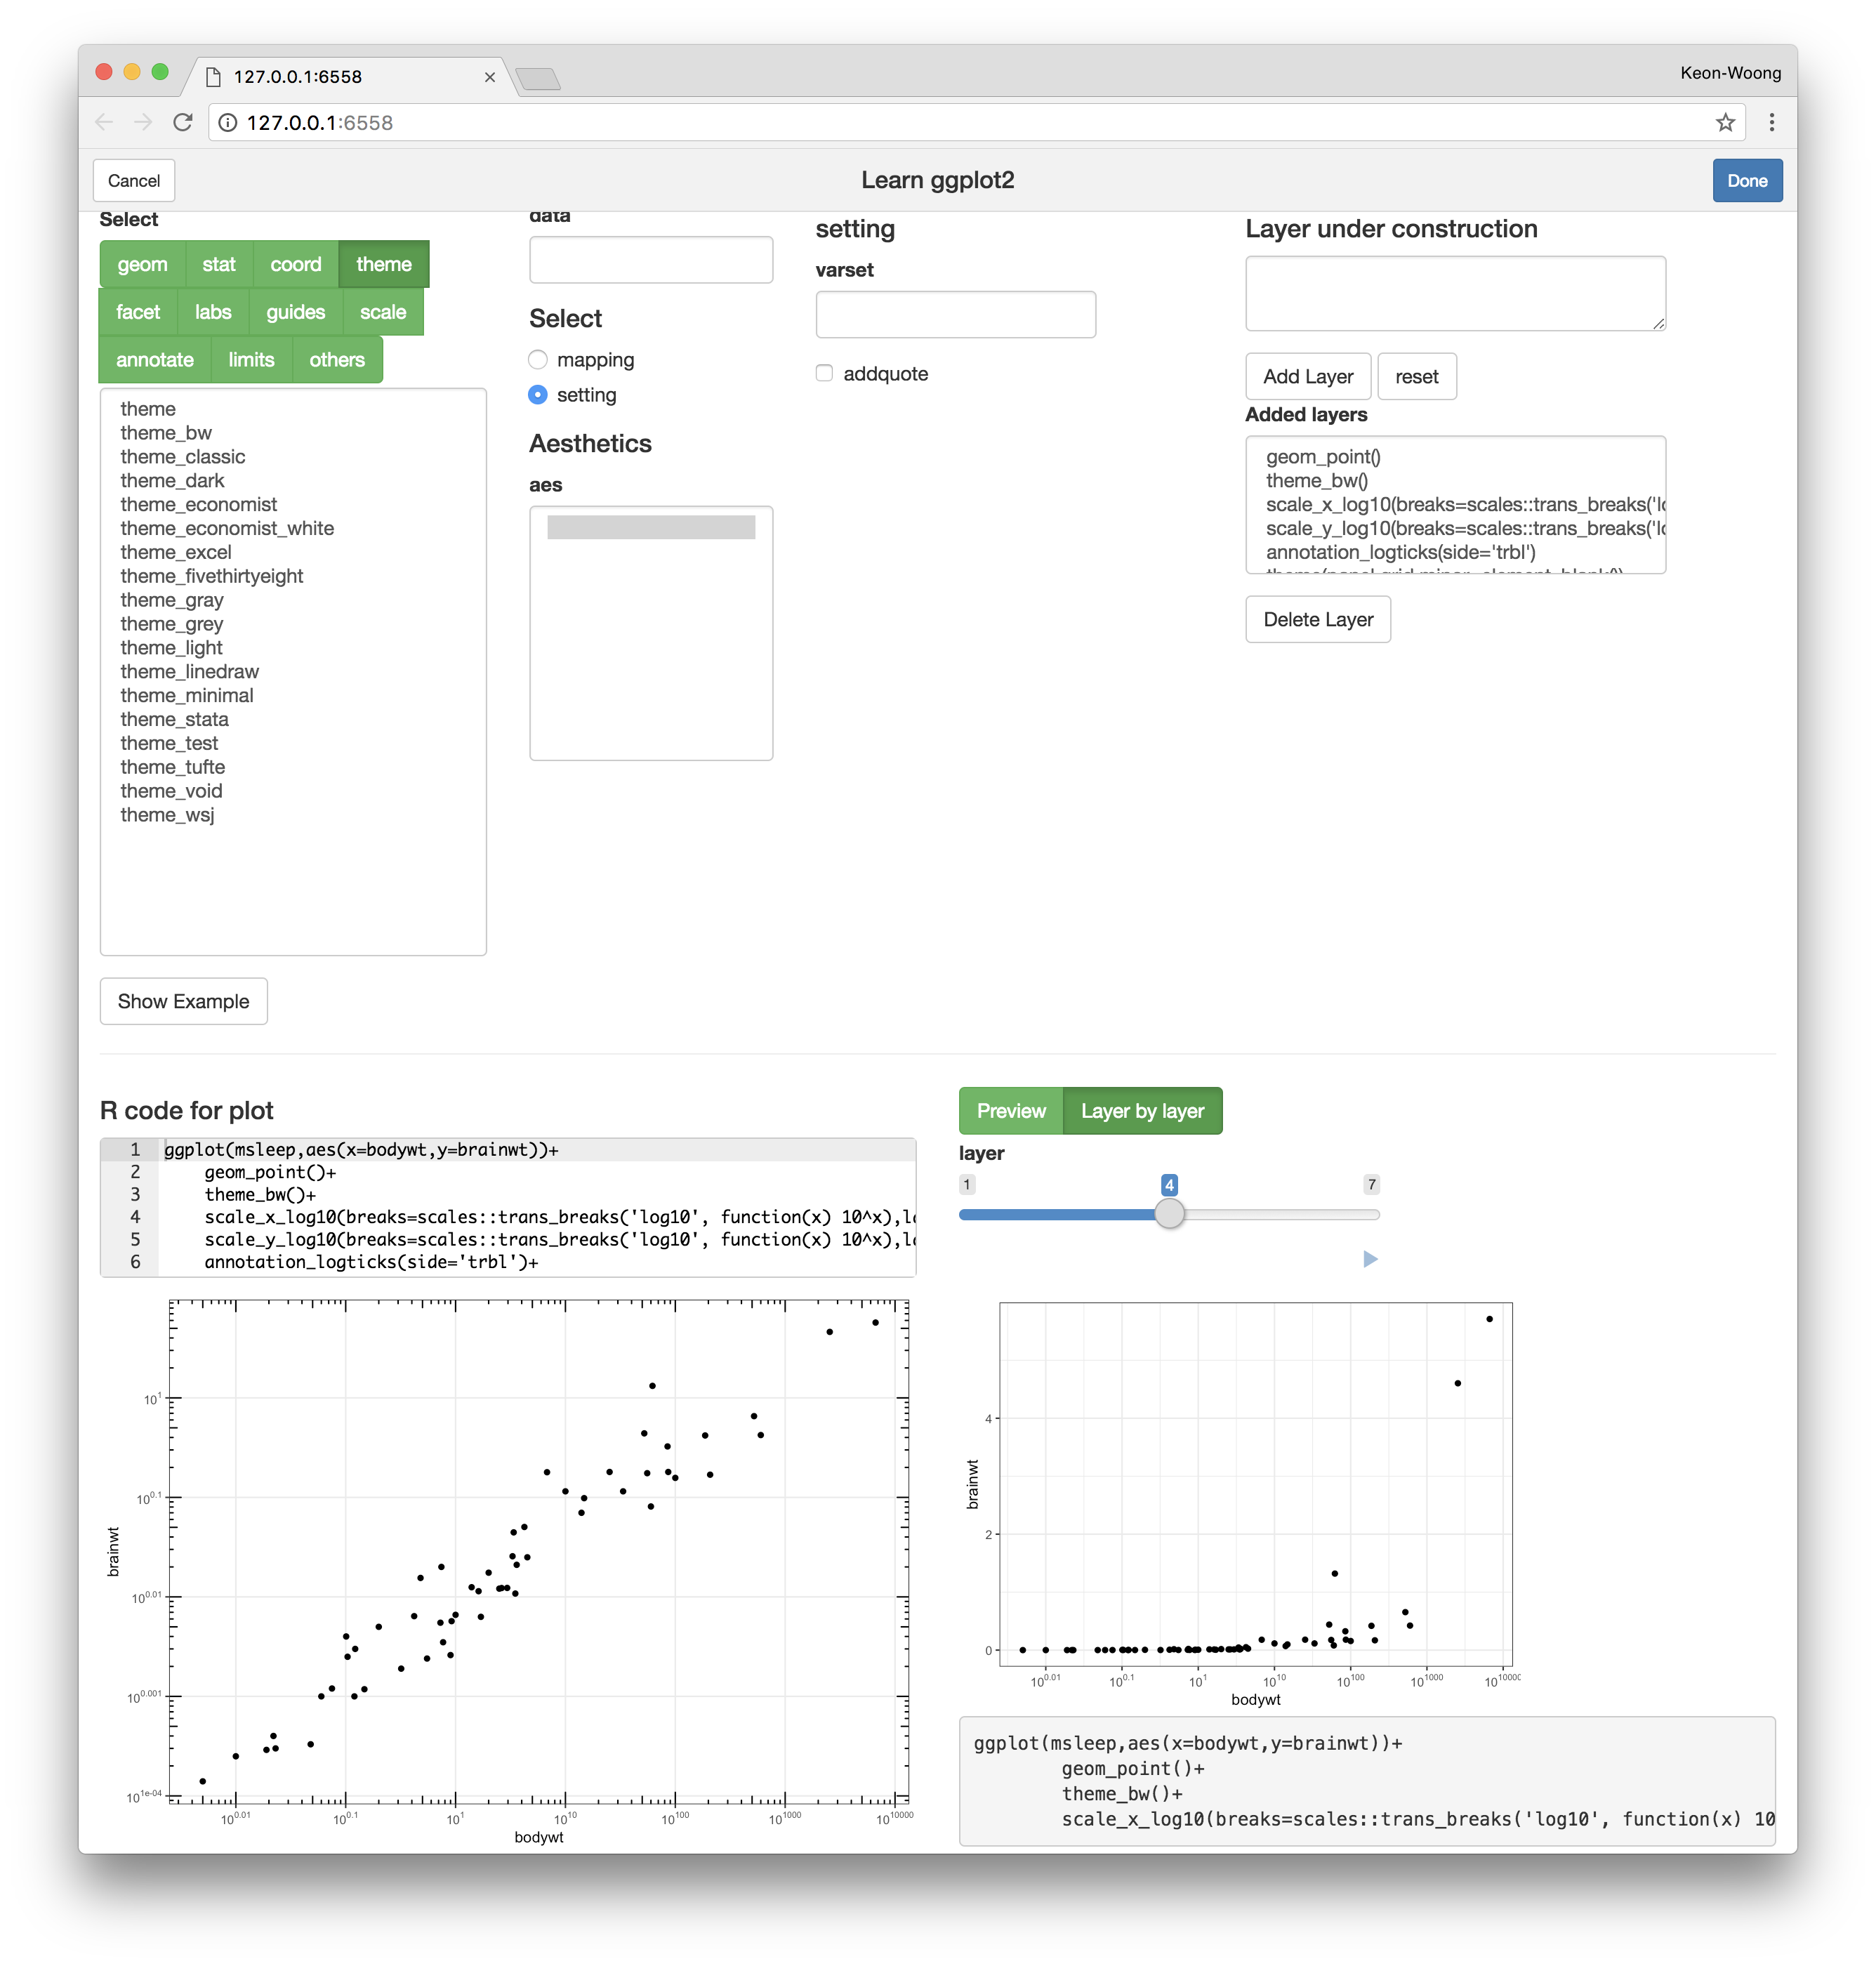 127.0.0.1:6558
Keon-Woong
127.0.0.1:6558
Cancel
Learn ggplot2
Done
Select
geom stat coord theme
facet labs guides scale
annotate limits others
theme
theme_bw
theme_classic
theme_dark
theme_economist
theme_economist_white
theme_excel
theme_fivethirtyeight
theme_gray
theme_grey
theme_light
theme_linedraw
theme_minimal
theme_stata
theme_test
theme_tufte
theme_void
theme_wsj
Show Example
data
Select
mapping
setting
Aesthetics
aes
setting
varset
addquote
Layer under construction
Add Layer reset
Added layers
geom_point()
theme_bw()
scale_x_log10(breaks=scales::trans_breaks('lo
scale_y_log10(breaks=scales::trans_breaks('lo
annotation_logticks(side='trbl')
theme(panel.grid.minor=element_blank())
Delete Layer
R code for plot
1 ggplot(msleep,aes(x=bodywt,y=brainwt))+
2 geom_point()+
3 theme_bw()+
4 scale_x_log10(breaks=scales::trans_breaks('log10', function(x) 10^x),la
5 scale_y_log10(breaks=scales::trans_breaks('log10', function(x) 10^x),la
6 annotation_logticks(side='trbl')+
10^1
10^0.1
10^0.01
10^0.001
10^1e-04
brainwt
10^0.01 10^0.1 10^1 10^10 10^100 10^1000 10^10000
bodywt
Preview Layer by layer
layer
1 4 7
4
2
0
brainwt
10^0.01 10^0.1 10^1 10^10 10^100 10^1000 10^10000
bodywt
ggplot(msleep,aes(x=bodywt,y=brainwt))+
geom_point()+
theme_bw()+
scale_x_log10(breaks=scales::trans_breaks('log10', function(x) 10